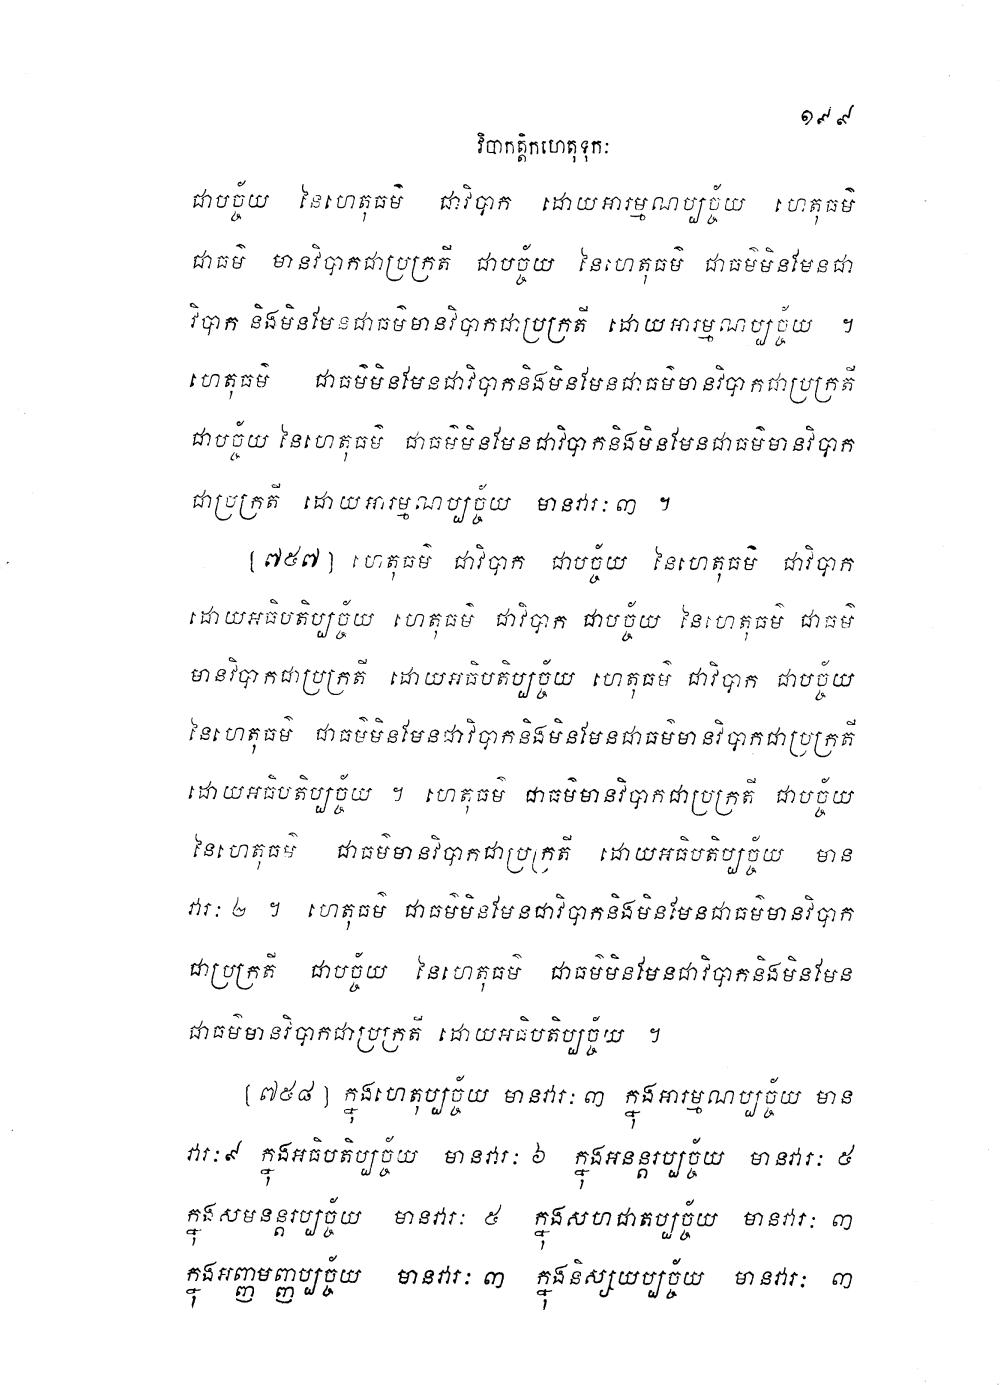 ១៩៩
វិបាកត្តិកហេតុទុកៈ
ជាបច្ច័យ នៃហេតុធម៌ ជាវិបាក ដោយអារម្មណប្បច្ច័យ ហេតុធម៌
ជាធម៌ មានវិបាកជាប្រក្រតី ជាបច្ច័យ នៃហេតុធម៌ ជាធម៌មិនមែនជា
វិបាក និងមិនមែនជាធម៌មានវិបាកជាប្រក្រតី ដោយអារម្មណប្បច្ច័យ ។
ហេតុធម៌ ជាធម៌មិនមែនជាវិបាកនិងមិនមែនជាធម៌មានវិបាកជាប្រក្រតី
ជាបច្ច័យ នៃហេតុធម៌ ជាធម៌មិនមែនជាវិបាកនិងមិនមែនជាធម៌មានវិបាក
ជាប្រក្រតី ដោយអារម្មណប្បច្ច័យ មានវារៈ ៣ ។
[៧៥៧] ហេតុធម៌ ជាវិបាក ជាបច្ច័យ នៃហេតុធម៌ ជាវិបាក
ដោយអធិបតិប្បច្ច័យ ហេតុធម៌ ជាវិបាក ជាបច្ច័យ នៃហេតុធម៌ ជាធម៌
មានវិបាកជាប្រក្រតី ដោយអធិបតិប្បច្ច័យ ហេតុធម៌ ជាវិបាក ជាបច្ច័យ
នៃហេតុធម៌ ជាធម៌មិនមែនជាវិបាកនិងមិនមែនជាធម៌មានវិបាកជាប្រក្រតី
ដោយអធិបតិប្បច្ច័យ ។ ហេតុធម៌ ជាធម៌មានវិបាកជាប្រក្រតី ជាបច្ច័យ
នៃហេតុធម៌ ជាធម៌មានវិបាកជាប្រក្រតី ដោយអធិបតិប្បច្ច័យ មាន
វារៈ ២ ។ ហេតុធម៌ ជាធម៌មិនមែនជាវិបាកនិងមិនមែនជាធម៌មានវិបាក
ជាប្រក្រតី ជាបច្ច័យ នៃហេតុធម៌ ជាធម៌មិនមែនជាវិបាកនិងមិនមែន
ជាធម៌មានវិបាកជាប្រក្រតី ដោយអធិបតិប្បច្ច័យ ។
[៧៥៨] ក្នុងហេតុប្បច្ច័យ មានវារៈ ៣ ក្នុងអារម្មណប្បច្ច័យ មាន
វារៈ ៩ ក្នុងអធិបតិប្បច្ច័យ មានវារៈ ៦ ក្នុងអនន្តរប្បច្ច័យ មានវារៈ ៥
ក្នុងសមនន្តរប្បច្ច័យ មានវារៈ ៥ ក្នុងសហជាតប្បច្ច័យ មានវារៈ ៣
ក្នុងអញ្ញមញ្ញប្បច្ច័យ មានវារៈ ៣ ក្នុងនិស្សយប្បច្ច័យ មានវារៈ ៣